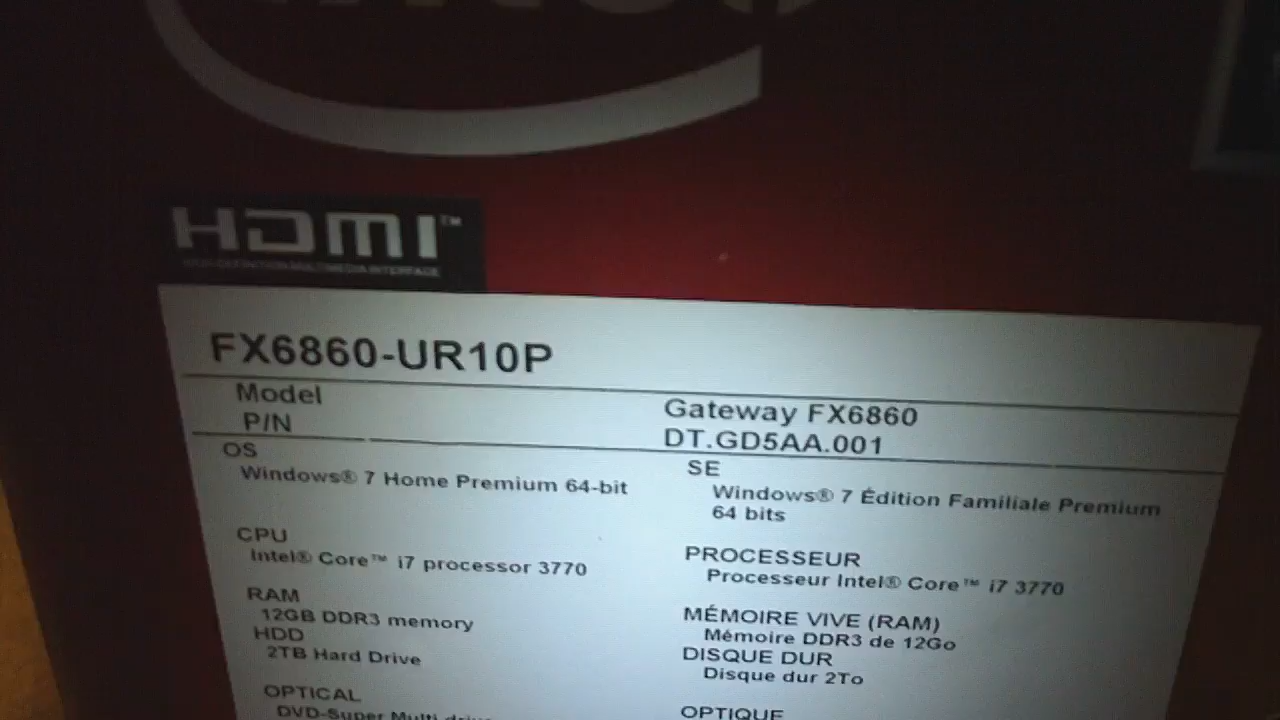 HDMI™
HIGH-DEFINITION MULTIMEDIA INTERFACE
FX6860-UR10P
Model Gateway FX6860
P/N DT.GD5AA.001
OS
Windows® 7 Home Premium 64-bit
SE
Windows® 7 Édition Familiale Premium
64 bits
CPU
Intel® Core™ i7 processor 3770
PROCESSEUR
Processeur Intel® Core™ i7 3770
RAM
12GB DDR3 memory
MÉMOIRE VIVE (RAM)
Mémoire DDR3 de 12Go
HDD
2TB Hard Drive
DISQUE DUR
Disque dur 2To
OPTICAL
DVD-Super Multi
OPTIQUE